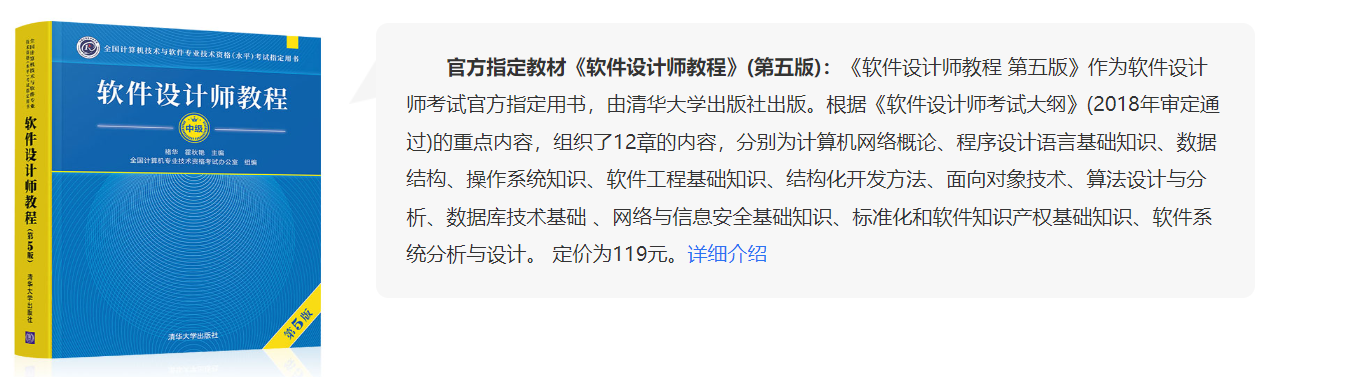 全国计算机技术与软件专业技术资格(水平)考试指定用书
软件设计师教程
中级
褚华 霍秋艳 主编
全国计算机专业技术资格考试办公室 组编
清华大学出版社
第5版
全国计算机技术与软件专业
技术资格(水平)考试指定用书
软件设计师教程
(第5版)
清华大学出版社
官方指定教材《软件设计师教程》(第五版)：《软件设计师教程 第五版》作为软件设计
师考试官方指定用书，由清华大学出版社出版。根据《软件设计师考试大纲》(2018年审定通
过)的重点内容，组织了12章的内容，分别为计算机网络概论、程序设计语言基础知识、数据
结构、操作系统知识、软件工程基础知识、结构化开发方法、面向对象技术、算法设计与分
析、数据库技术基础 、网络与信息安全基础知识、标准化和软件知识产权基础知识、软件系
统分析与设计。 定价为119元。详细介绍